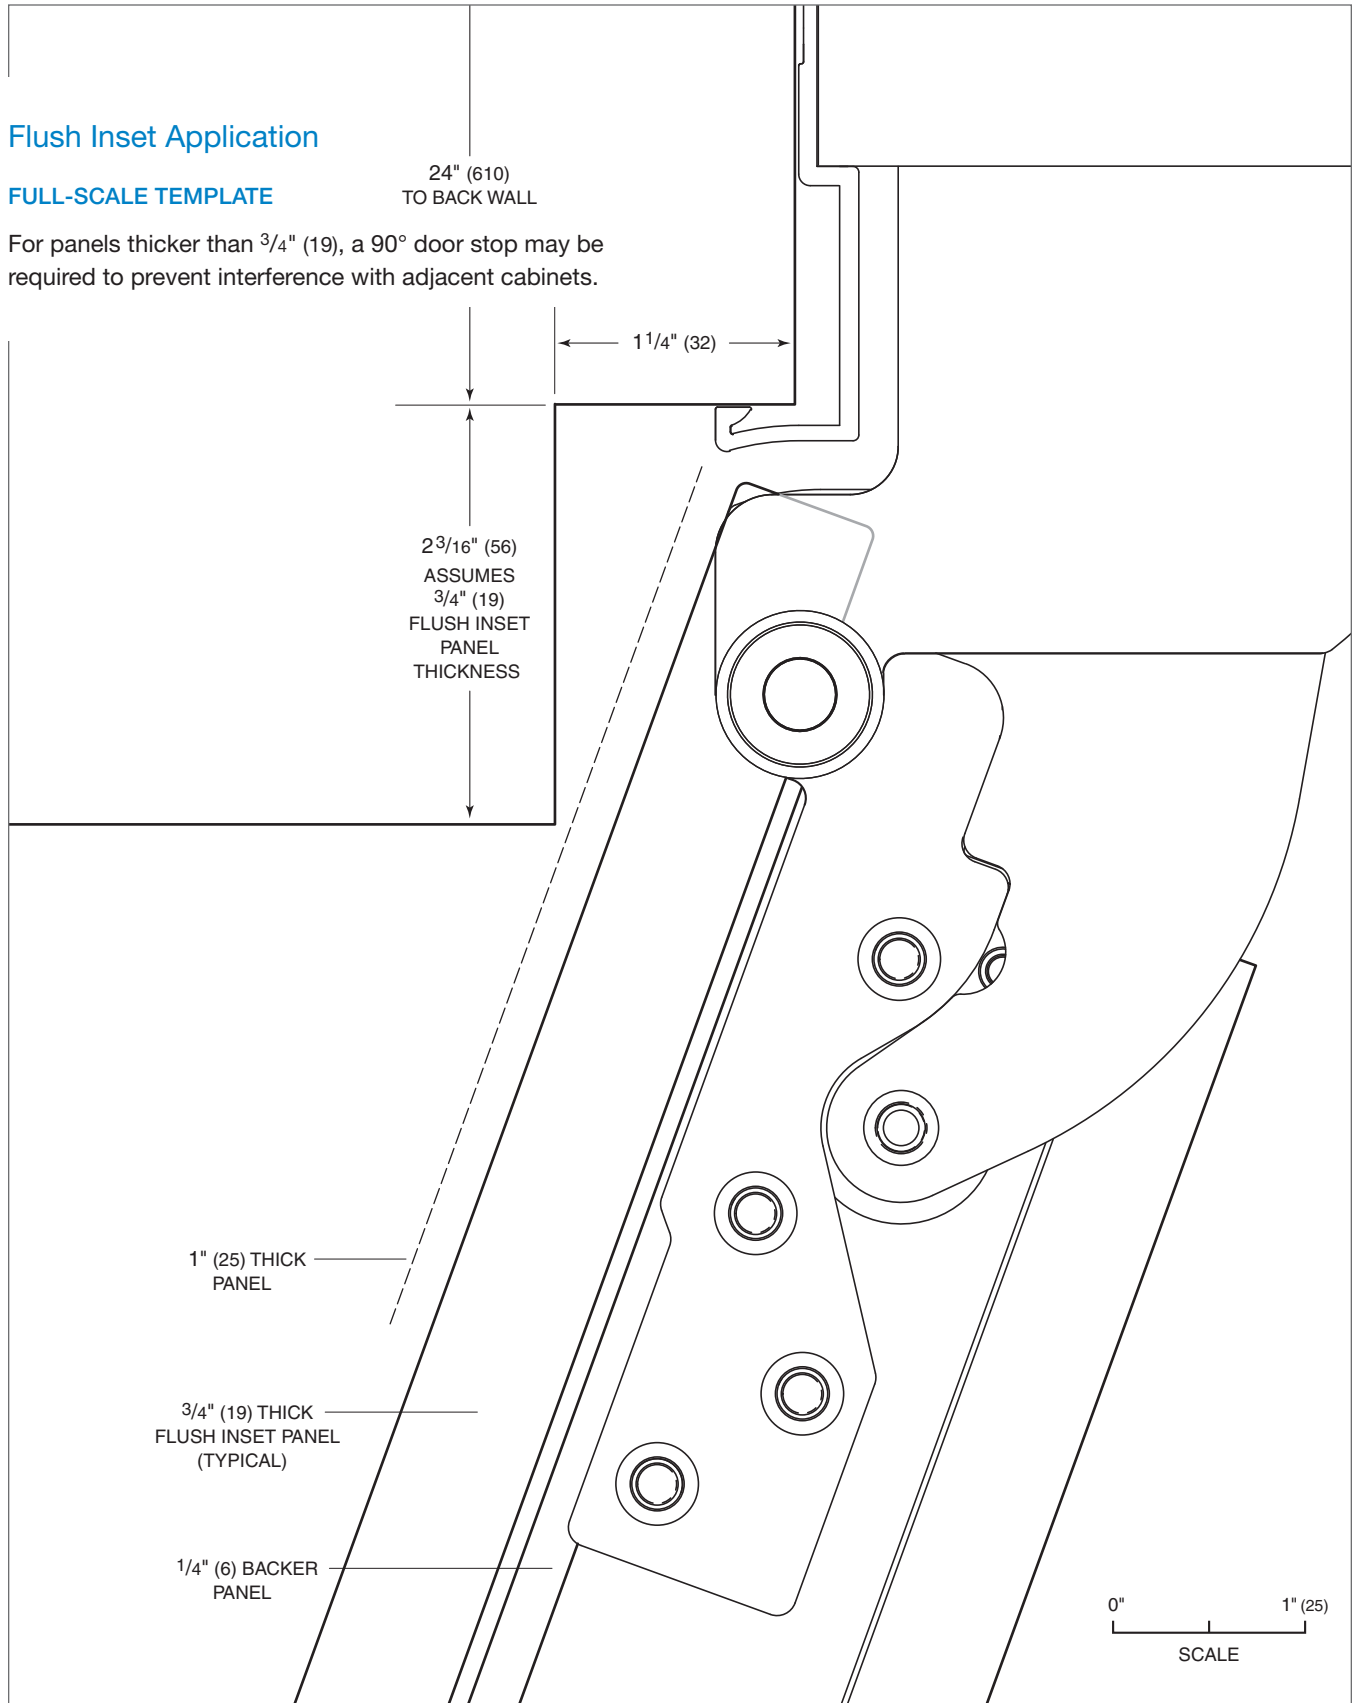 Flush Inset Application
24" (610)
TO BACK WALL
FULL-SCALE TEMPLATE
For panels thicker than 3/4" (19), a 90° door stop may be
required to prevent interference with adjacent cabinets.
1 1/4" (32)
2 3/16" (56)
ASSUMES
3/4" (19)
FLUSH INSET
PANEL
THICKNESS
1" (25) THICK
PANEL
3/4" (19) THICK
FLUSH INSET PANEL
(TYPICAL)
1/4" (6) BACKER
PANEL
0" 1" (25)
SCALE